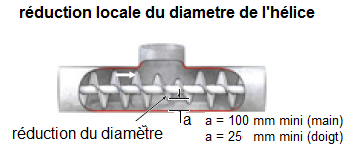 réduction locale du diametre de l'hélice
a
a = 100 mm mini (main)
réduction du diamètre
a = 25 mm mini (doigt)